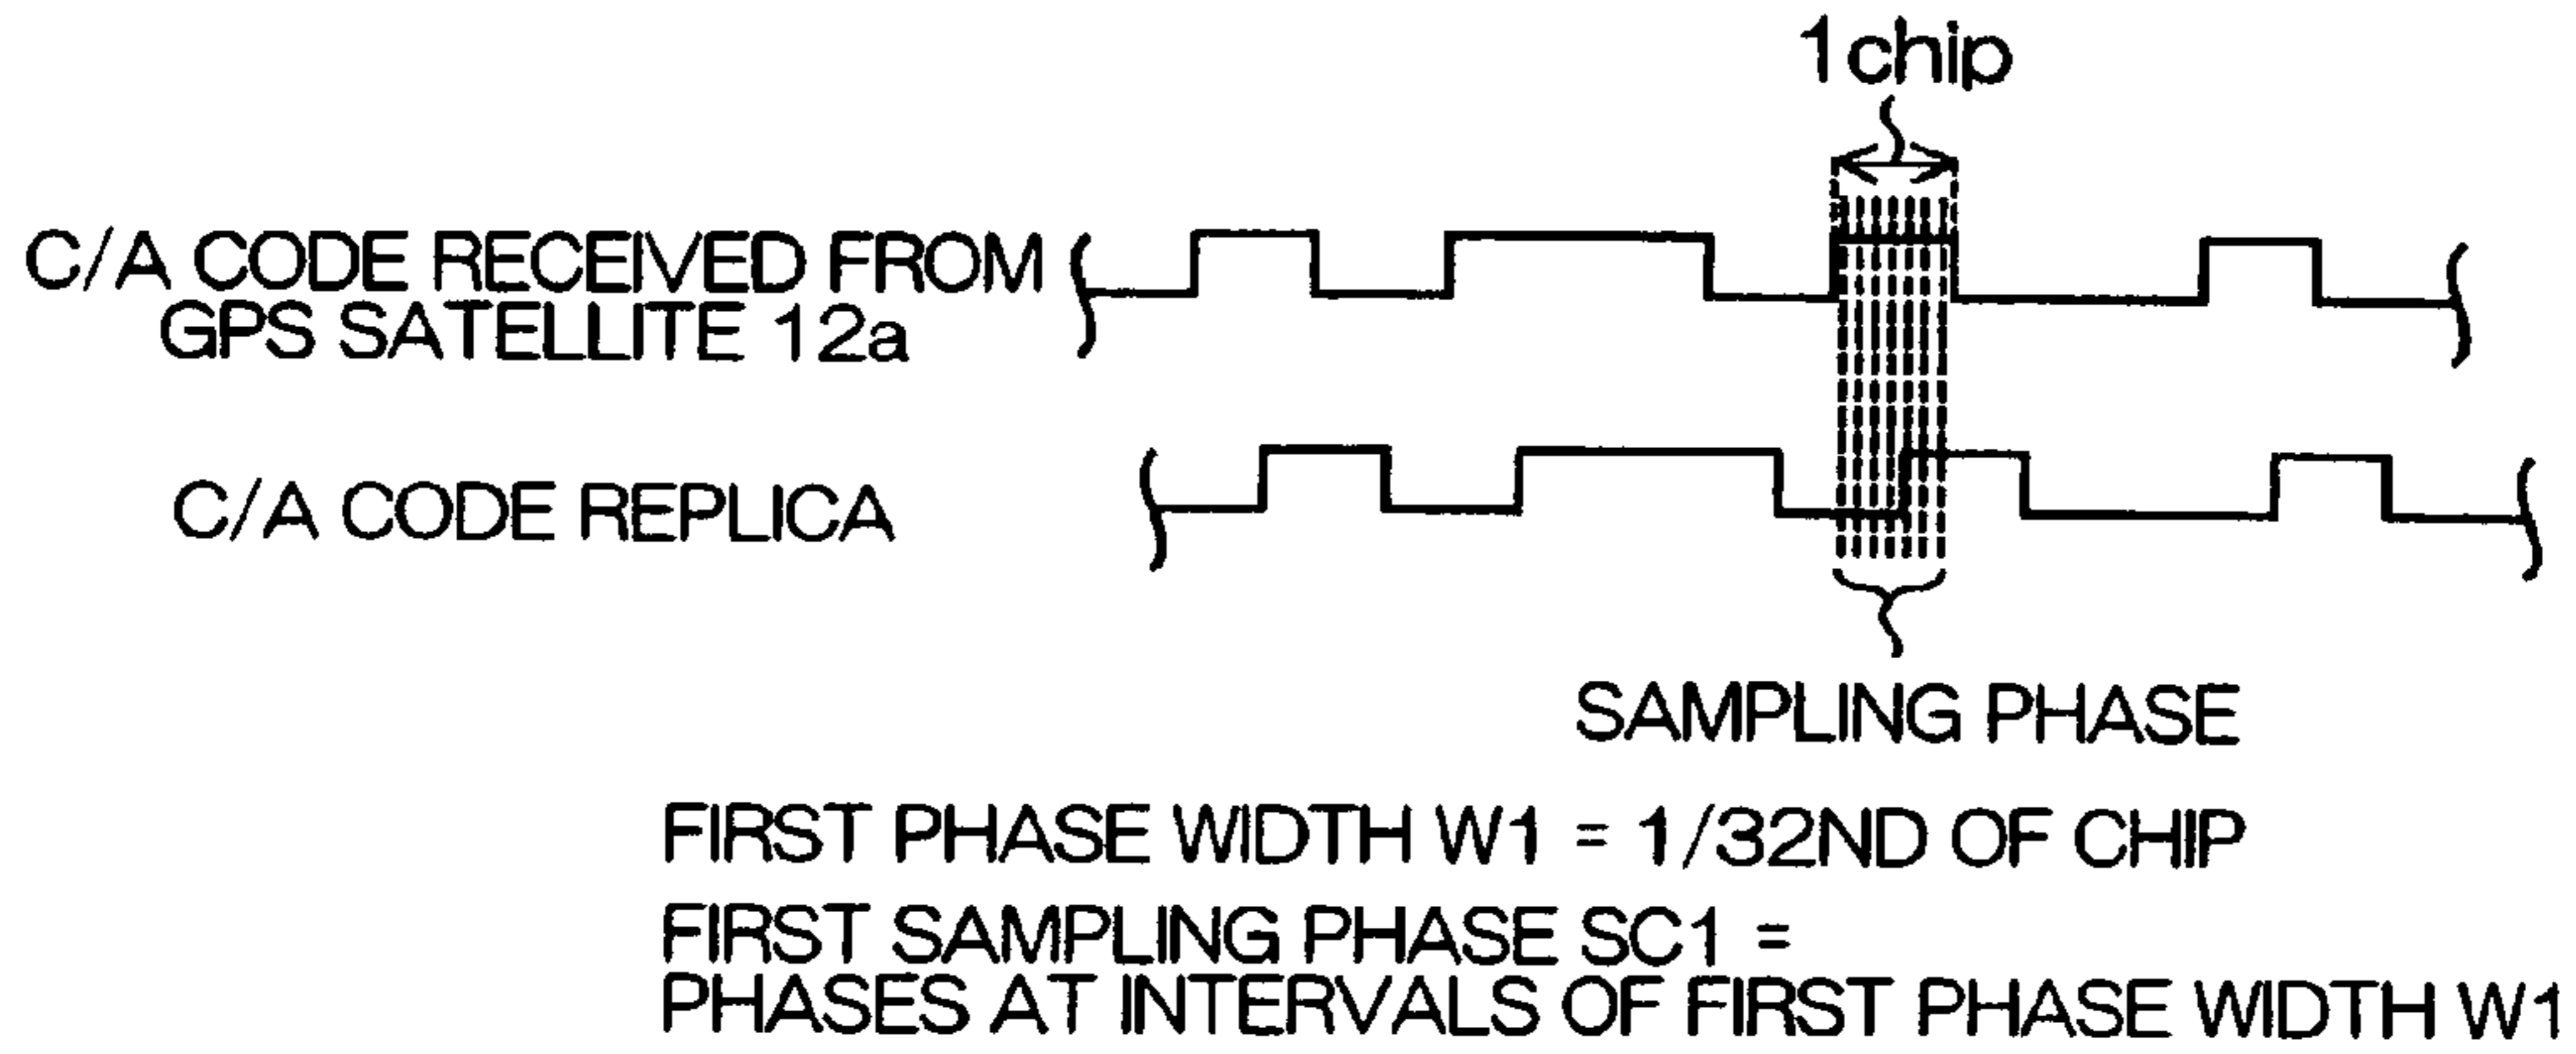 1chip
C/A CODE RECEIVED FROM
GPS SATELLITE 12a
C/A CODE REPLICA
SAMPLING PHASE
FIRST PHASE WIDTH W1 = 1/32ND OF CHIP
FIRST SAMPLING PHASE SC1 =
PHASES AT INTERVALS OF FIRST PHASE WIDTH W1